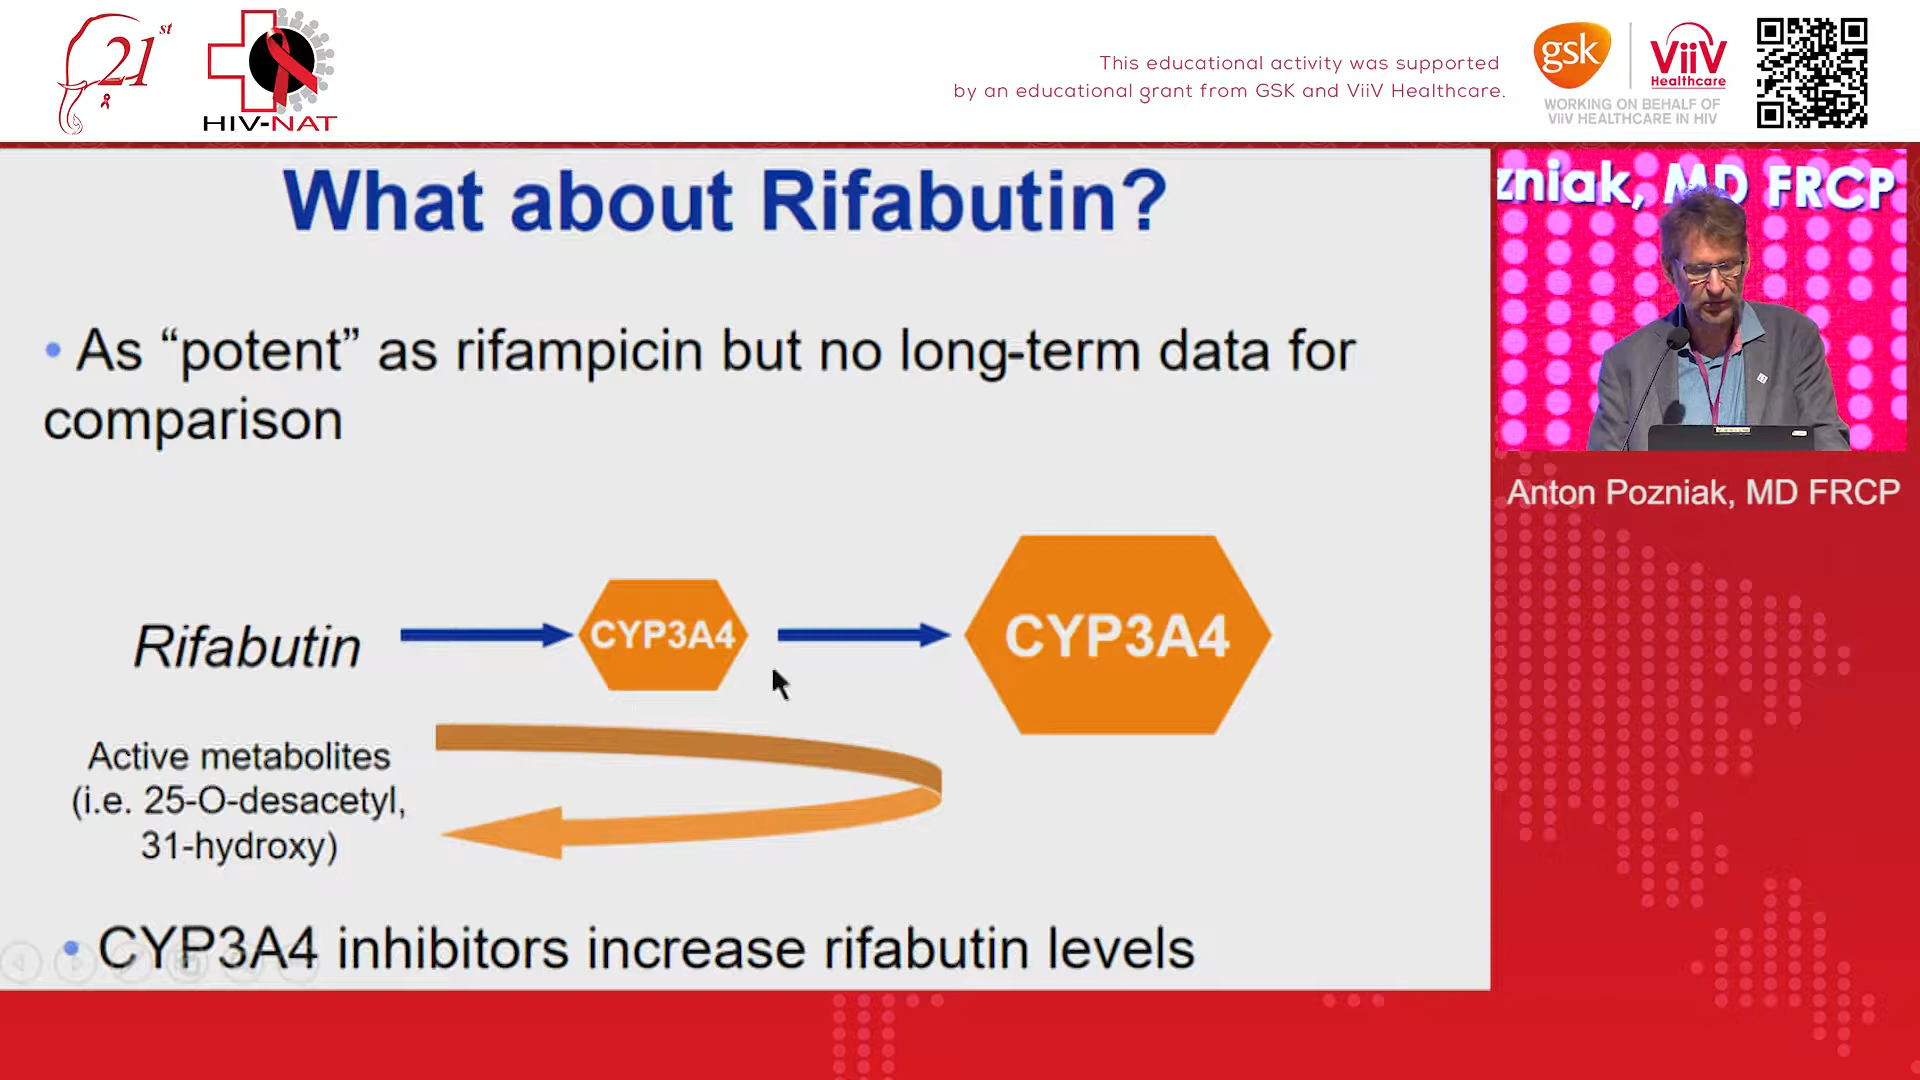 21st
HIV-NAT
This educational activity was supported
by an educational grant from GSK and ViiV Healthcare.
gsk
ViiV
Healthcare
WORKING ON BEHALF OF
ViiV HEALTHCARE IN HIV
What about Rifabutin?
• As “potent” as rifampicin but no long-term data for
comparison
Rifabutin
CYP3A4
CYP3A4
Active metabolites
(i.e. 25-O-desacetyl,
31-hydroxy)
• CYP3A4 inhibitors increase rifabutin levels
zniak, MD FRCP
Anton Pozniak, MD FRCP